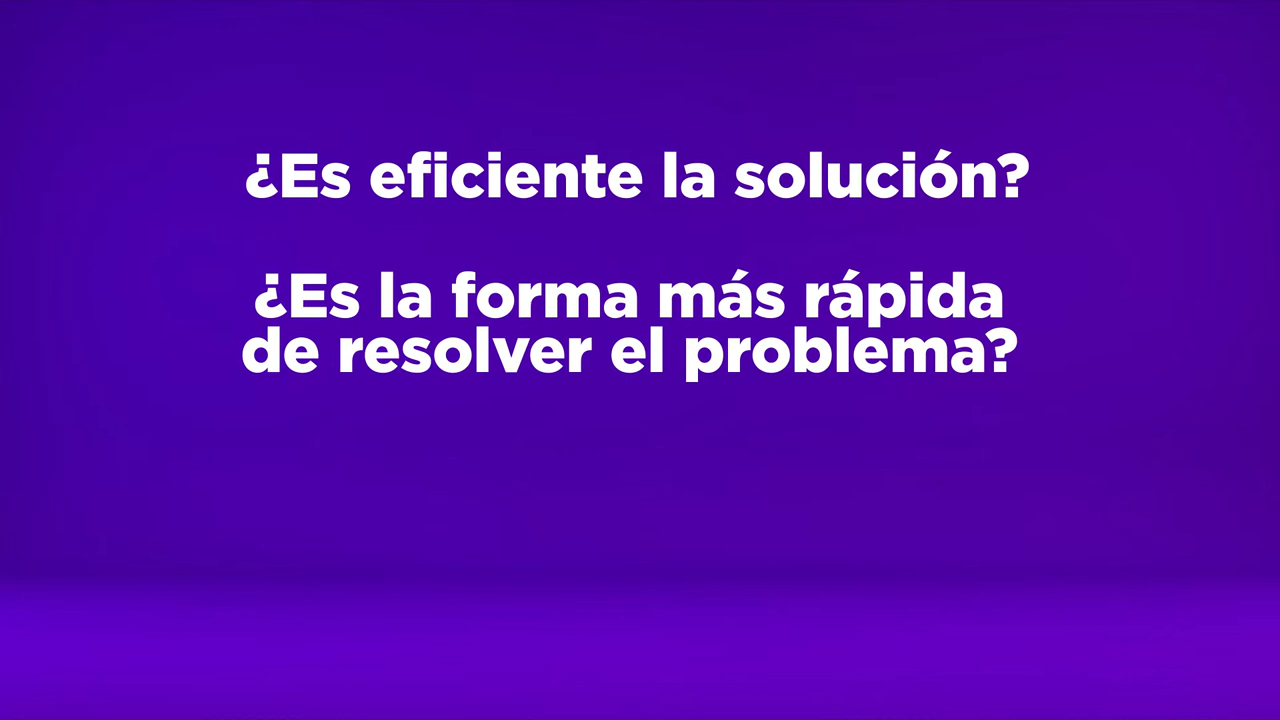 ¿Es eficiente la solución?
¿Es la forma más rápida
de resolver el problema?